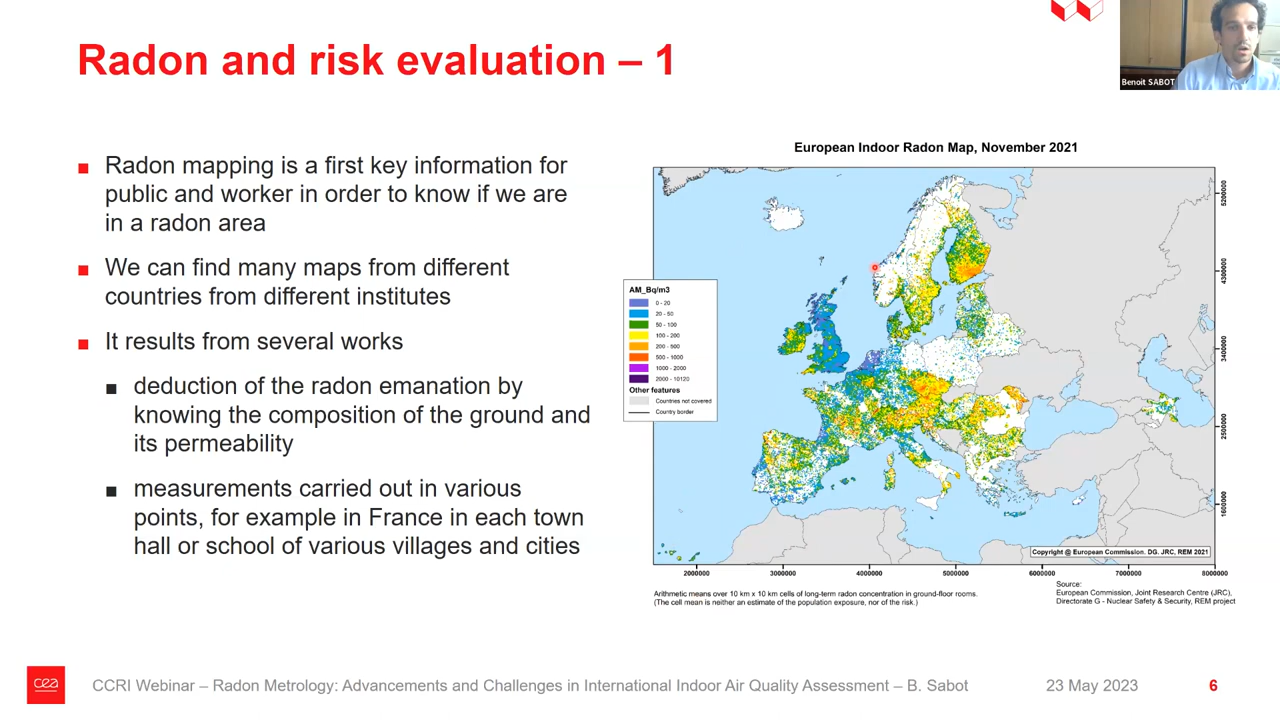 Radon and risk evaluation – 1
Benoit SABOT
Radon mapping is a first key information for
public and worker in order to know if we are
in a radon area
We can find many maps from different
countries from different institutes
It results from several works
deduction of the radon emanation by
knowing the composition of the ground and
its permeability
measurements carried out in various
points, for example in France in each town
hall or school of various villages and cities
European Indoor Radon Map, November 2021
AM_Bq/m3
0 - 20
20 - 50
50 - 100
100 - 200
200 - 500
500 - 1000
1000 - 2000
2000 - 10120
Other features
Countries not covered
Country border
5200000
4300000
3400000
2500000
1600000
Copyright @ European Commission. DG. JRC, REM 2021
2000000 3000000 4000000 5000000 6000000 7000000 8000000
Arithmetic means over 10 km x 10 km cells of long-term radon concentration in ground-floor rooms.
(The cell mean is neither an estimate of the population exposure, nor of the risk.)
Source:
European Commission, Joint Research Centre (JRC),
Directorate G - Nuclear Safety & Security, REM project
cea
CCRI Webinar – Radon Metrology: Advancements and Challenges in International Indoor Air Quality Assessment – B. Sabot
23 May 2023
6